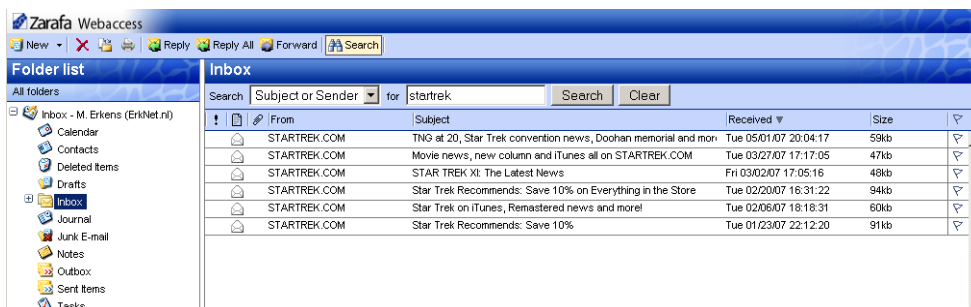 Zarafa Webaccess
New Reply Reply All Forward Search
Folder list
All folders
Inbox - M. Erkens (ErkNet.nl)
Calendar
Contacts
Deleted Items
Drafts
Inbox
Journal
Junk E-mail
Notes
Outbox
Sent Items
Tasks
Inbox
Search Subject or Sender for startrek Search Clear
! From Subject Received Size
STARTREK.COM TNG at 20, Star Trek convention news, Doohan memorial and more Tue 05/01/07 20:04:17 59kb
STARTREK.COM Movie news, new column and iTunes all on STARTREK.COM Tue 03/27/07 17:17:05 47kb
STARTREK.COM STAR TREK XI: The Latest News Fri 03/02/07 17:05:16 48kb
STARTREK.COM Star Trek Recommends: Save 10% on Everything in the Store Tue 02/20/07 16:31:22 94kb
STARTREK.COM Star Trek on iTunes, Remastered news and more! Tue 02/06/07 18:18:31 60kb
STARTREK.COM Star Trek Recommends: Save 10% Tue 01/23/07 22:12:20 91kb